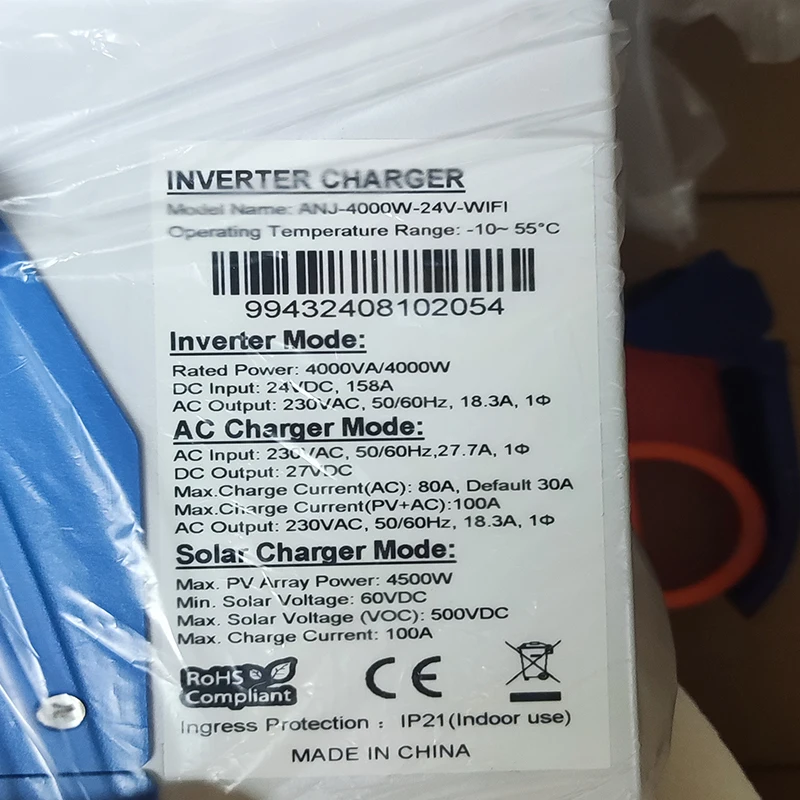 INVERTER CHARGER
Model Name: ANJ-4000W-24V-WIFI
Operating Temperature Range: -10~ 55°C
99432408102054
Inverter Mode:
Rated Power: 4000VA/4000W
DC Input: 24VDC, 158A
AC Output: 230VAC, 50/60Hz, 18.3A, 1Φ
AC Charger Mode:
AC Input: 230VAC, 50/60Hz,27.7A, 1Φ
DC Output: 27VDC
Max.Charge Current(AC): 80A, Default 30A
Max.Charge Current(PV+AC):100A
AC Output: 230VAC, 50/60Hz, 18.3A, 1Φ
Solar Charger Mode:
Max. PV Array Power: 4500W
Min. Solar Voltage: 60VDC
Max. Solar Voltage (VOC): 500VDC
Max. Charge Current: 100A
RoHS
Compliant
CE
Ingress Protection : IP21(Indoor use)
MADE IN CHINA